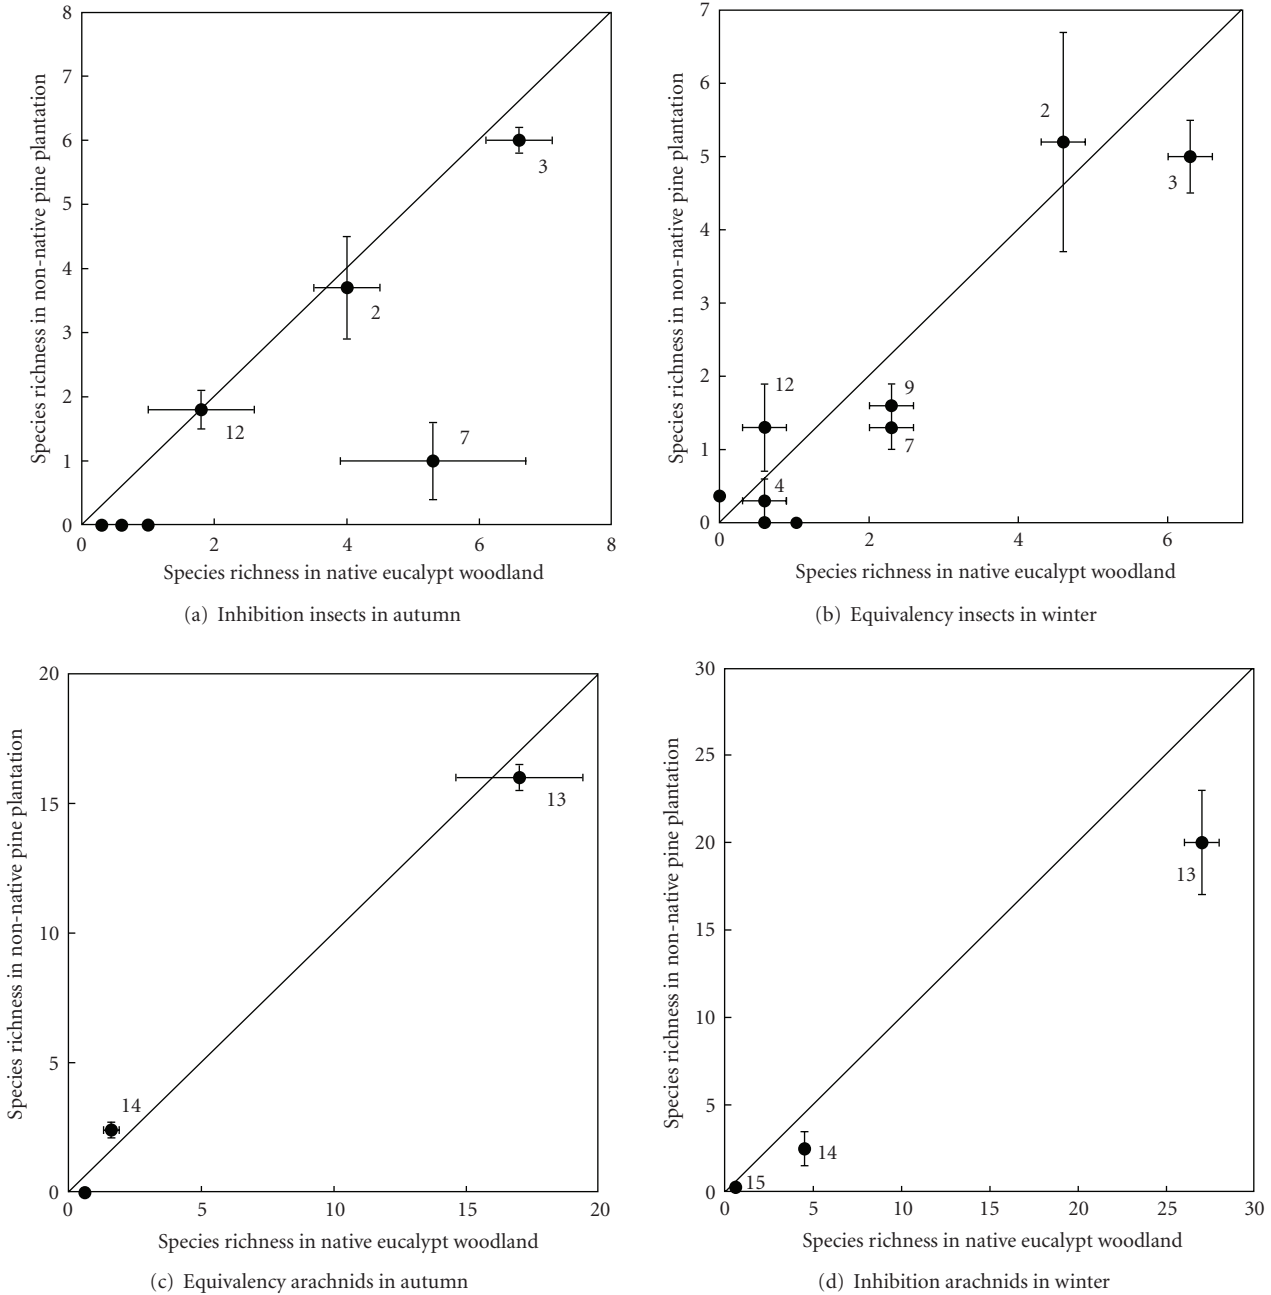 8
7
6
5
4
3
2
1
0
Species richness in non-native pine plantation
3
2
12
7
0 2 4 6 8
Species richness in native eucalypt woodland
(a) Inhibition insects in autumn
7
6
5
4
3
2
1
0
Species richness in non-native pine plantation
2
3
12
9
7
4
0 2 4 6
Species richness in native eucalypt woodland
(b) Equivalency insects in winter
20
15
10
5
0
Species richness in non-native pine plantation
13
14
0 5 10 15 20
Species richness in native eucalypt woodland
(c) Equivalency arachnids in autumn
30
25
20
15
10
5
0
Species richness in non-native pine plantation
13
14
15
0 5 10 15 20 25 30
Species richness in native eucalypt woodland
(d) Inhibition arachnids in winter